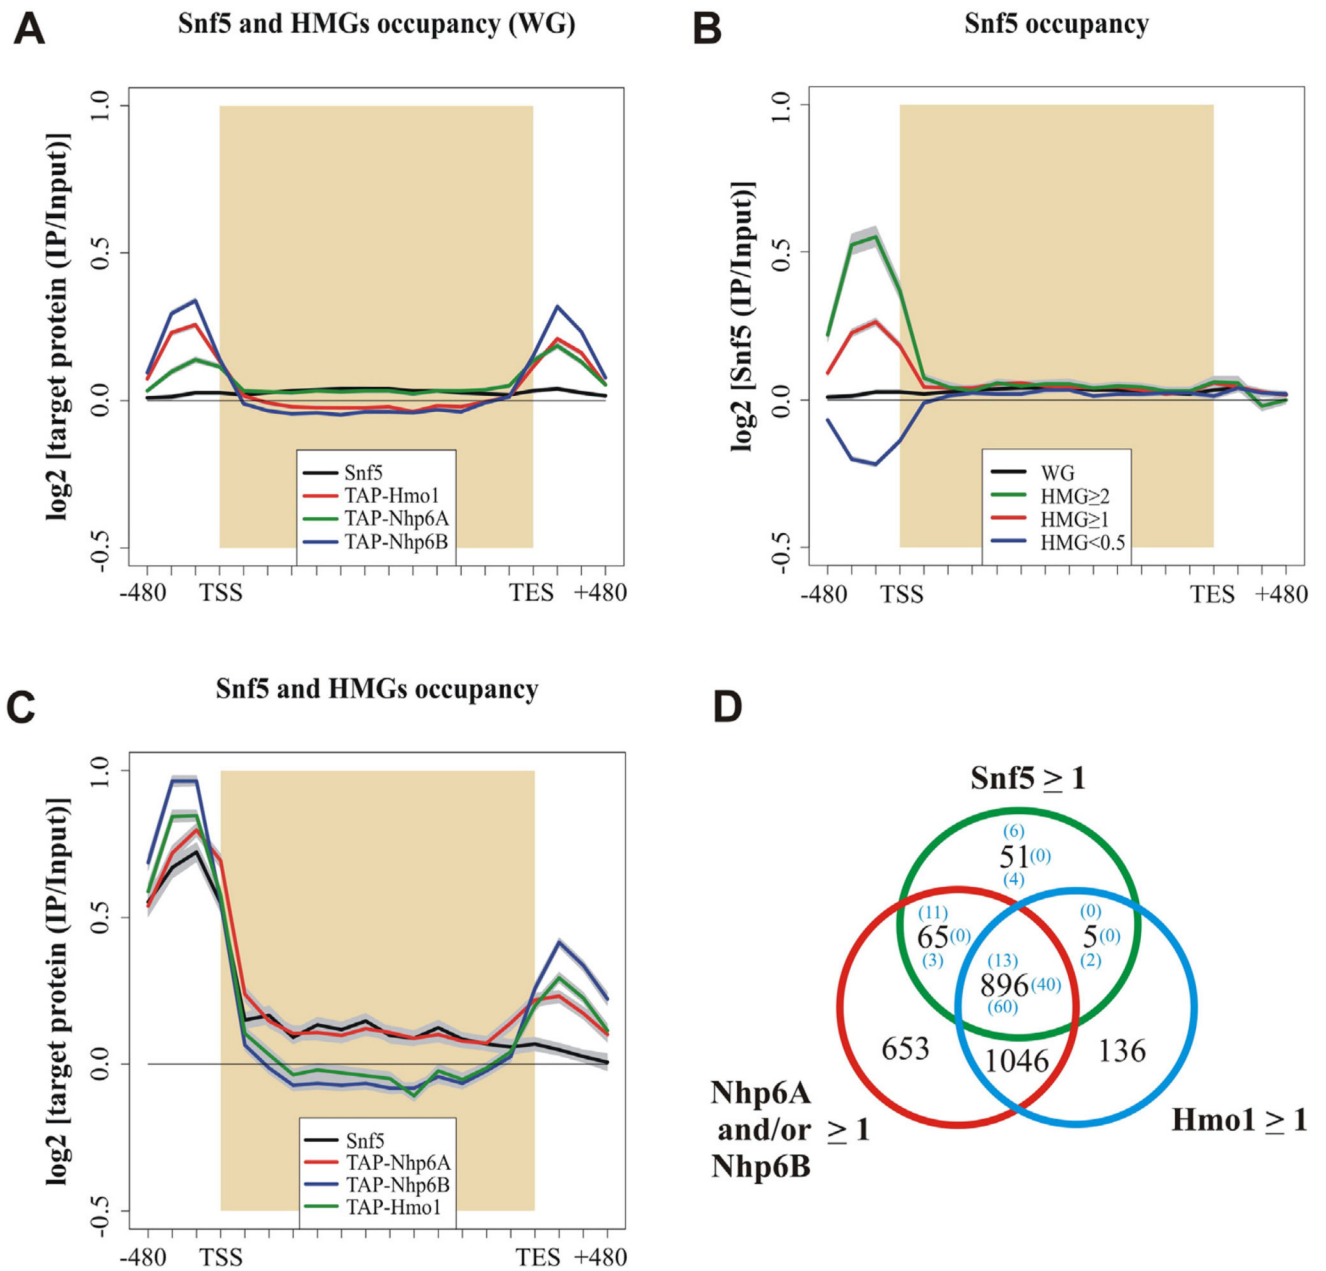 A
Snf5 and HMGs occupancy (WG)
log2 [target protein (IP/Input)]
1.0
0.5
0.0
-0.5
Snf5
TAP-Hmo1
TAP-Nhp6A
TAP-Nhp6B
-480 TSS TES +480
B
Snf5 occupancy
log2 [Snf5 (IP/Input)]
1.0
0.5
0.0
-0.5
WG
HMG≥2
HMG≥1
HMG<0.5
-480 TSS TES +480
C
Snf5 and HMGs occupancy
log2 [target protein (IP/Input)]
1.0
0.5
0.0
-0.5
Snf5
TAP-Nhp6A
TAP-Nhp6B
TAP-Hmo1
-480 TSS TES +480
D
Snf5 ≥ 1
(6)
51(0)
(4)
(11) (0)
65(0) 5(0)
(3) (2)
(13)
896(40)
(60)
653 1046 136
Nhp6A
and/or ≥ 1
Nhp6B
Hmo1 ≥ 1